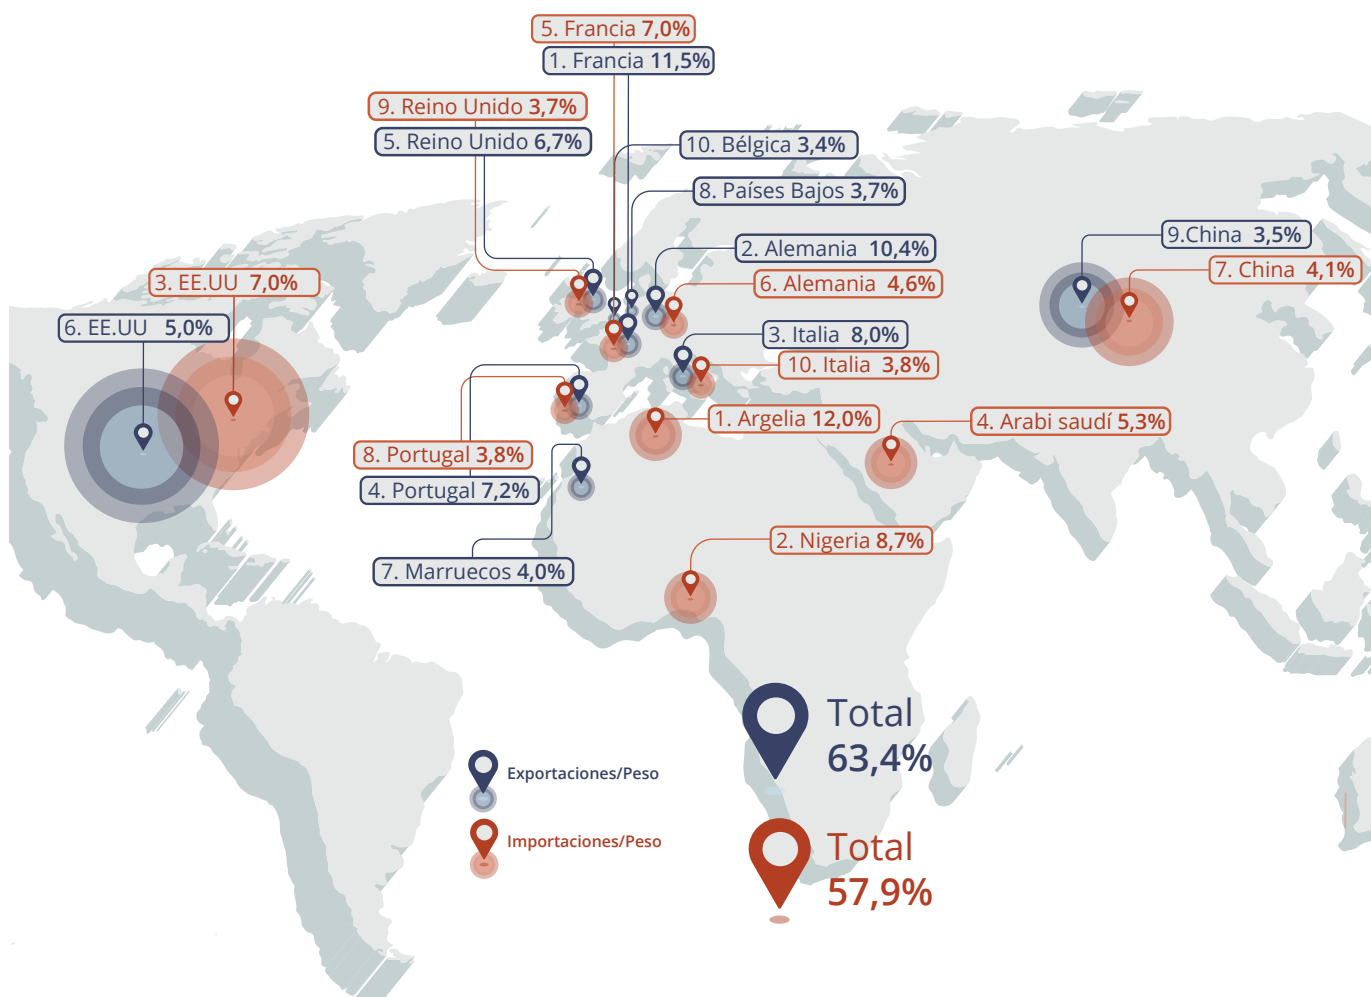 5. Francia 7,0%
1. Francia 11,5%
9. Reino Unido 3,7%
5. Reino Unido 6,7%
10. Bélgica 3,4%
8. Países Bajos 3,7%
2. Alemania 10,4%
9.China 3,5%
7. China 4,1%
3. EE.UU 7,0%
6. Alemania 4,6%
6. EE.UU 5,0%
3. Italia 8,0%
10. Italia 3,8%
1. Argelia 12,0%
4. Arabi saudí 5,3%
8. Portugal 3,8%
4. Portugal 7,2%
2. Nigeria 8,7%
7. Marruecos 4,0%
Total
63,4%
Exportaciones/Peso
Importaciones/Peso
Total
57,9%